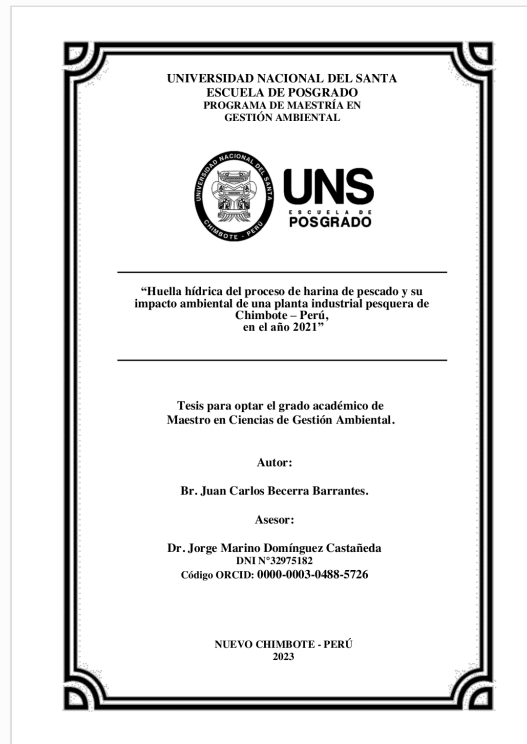 UNIVERSIDAD NACIONAL DEL SANTA
ESCUELA DE POSGRADO
PROGRAMA DE MAESTRÍA EN
GESTIÓN AMBIENTAL
UNIVERSIDAD NACIONAL DEL SANTA
CHIMBOTE - PERÚ
UNS
ESCUELA DE
POSGRADO
“Huella hídrica del proceso de harina de pescado y su
impacto ambiental de una planta industrial pesquera de
Chimbote – Perú,
en el año 2021”
Tesis para optar el grado académico de
Maestro en Ciencias de Gestión Ambiental.
Autor:
Br. Juan Carlos Becerra Barrantes.
Asesor:
Dr. Jorge Marino Domínguez Castañeda
DNI N°32975182
Código ORCID: 0000-0003-0488-5726
NUEVO CHIMBOTE - PERÚ
2023